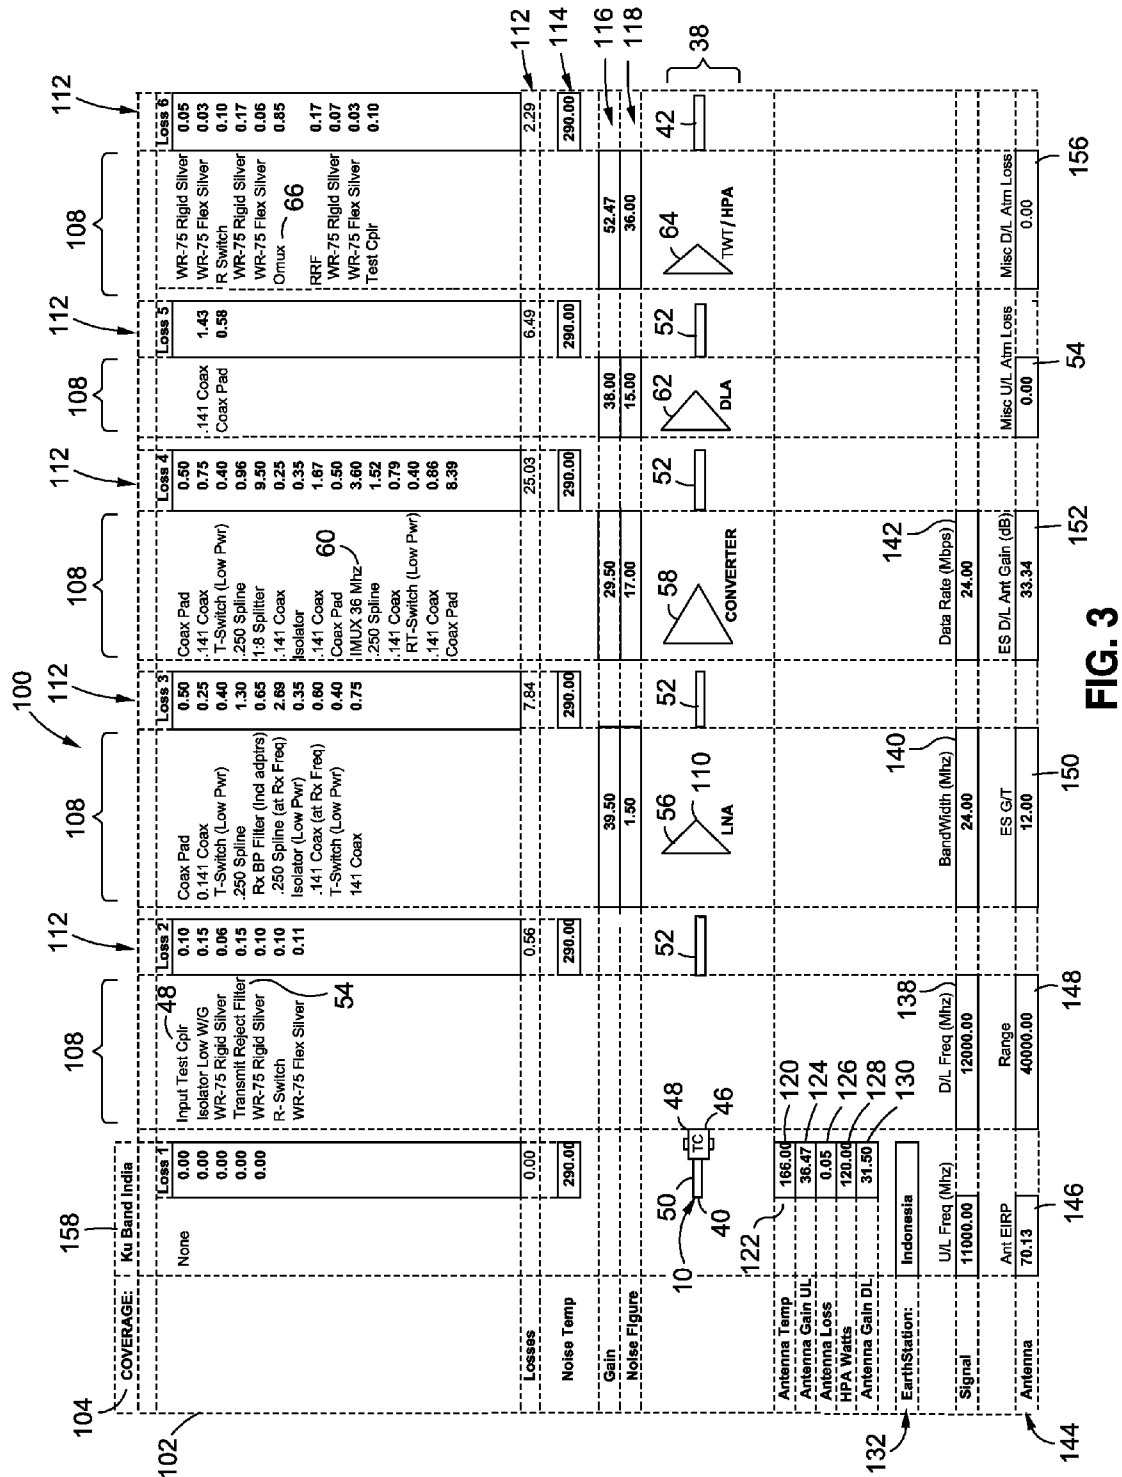 100
104 COVERAGE: Ku Band India 158
102
108 112 108 112 108 112 108 112 108 112
Loss 1
None 0.00
0.00
0.00
0.00
0.00
Loss 2
Input Test Cplr 48 0.10
Isolator Low W/G 0.15
WR-75 Rigid Silver 0.06
Transmit Reject Filter 54 0.15
WR-75 Rigid Silver 0.10
R-Switch 0.10
WR-75 Flex Silver 0.11
Loss 3
Coax Pad 0.50
0.141 Coax 0.25
T-Switch (Low Pwr) 0.40
.250 Spline 1.30
Rx BP Filter (Incl adptrs) 0.65
.250 Spline (at Rx Freq) 2.69
Isolator (Low Pwr) 0.35
.141 Coax (at Rx Freq) 0.60
T-Switch (Low Pwr) 0.40
141 Coax 0.75
Loss 4
Coax Pad 0.50
.141 Coax 0.75
T-Switch (Low Pwr) 0.40
.250 Spline 0.96
1:8 Splitter 9.50
.141 Coax 0.25
Isolator 0.35
.141 Coax 1.67
Coax Pad 0.50
IMUX 36 Mhz 60 3.60
.250 Spline 1.52
.141 Coax 0.79
RT-Switch (Low Pwr) 0.40
.141 Coax 0.86
Coax Pad 8.39
Loss 5
.141 Coax 1.43
Coax Pad 0.58
Loss 6
WR-75 Rigid Silver 0.05
WR-75 Flex Silver 0.03
R Switch 0.10
WR-75 Rigid Silver 0.17
WR-75 Flex Silver 0.06
Omux 66 0.85
RRF 0.17
WR-75 Rigid Silver 0.07
WR-75 Flex Silver 0.03
Test Cplr 0.10
Losses 0.00 0.56 7.84 25.03 6.49 2.29 112
Noise Temp 290.00 290.00 290.00 290.00 290.00 290.00 114
Gain 39.50 29.50 38.00 52.47 116
Noise Figure 1.50 17.00 15.00 36.00 118
10 50 40 TC 48 46 52 56 110 52 58 52 62 52 64 42 38
LNA CONVERTER DLA TWT/HPA
122
Antenna Temp 166.00 120
Antenna Gain UL 36.47 124
Antenna Loss 0.05 126
HPA Watts 120.00 128
Antenna Gain DL 31.50 130
132 EarthStation: Indonesia
138 140 142
U/L Freq (Mhz) D/L Freq (Mhz) BandWidth (Mhz) Data Rate (Mbps)
Signal 11000.00 12000.00 24.00 24.00
Ant EIRP Range ES G/T ES D/L Ant Gain (dB) Misc U/L Atm Loss Misc D/L Atm Loss
Antenna 70.13 40000.00 12.00 33.34 0.00 0.00
144 146 148 150 152 54 156
FIG. 3